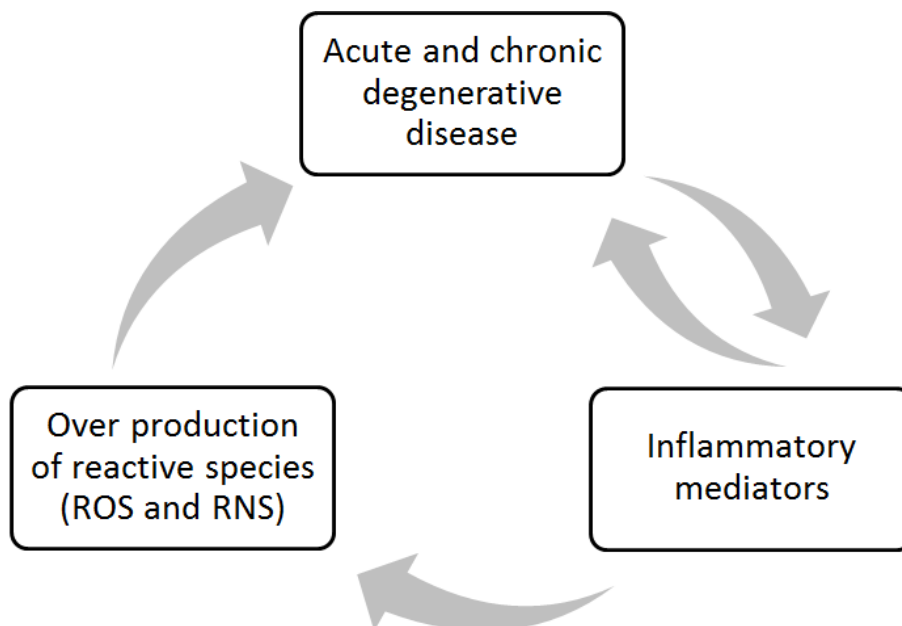 Acute and chronic
degenerative
disease
Over production
of reactive species
(ROS and RNS)
Inflammatory
mediators